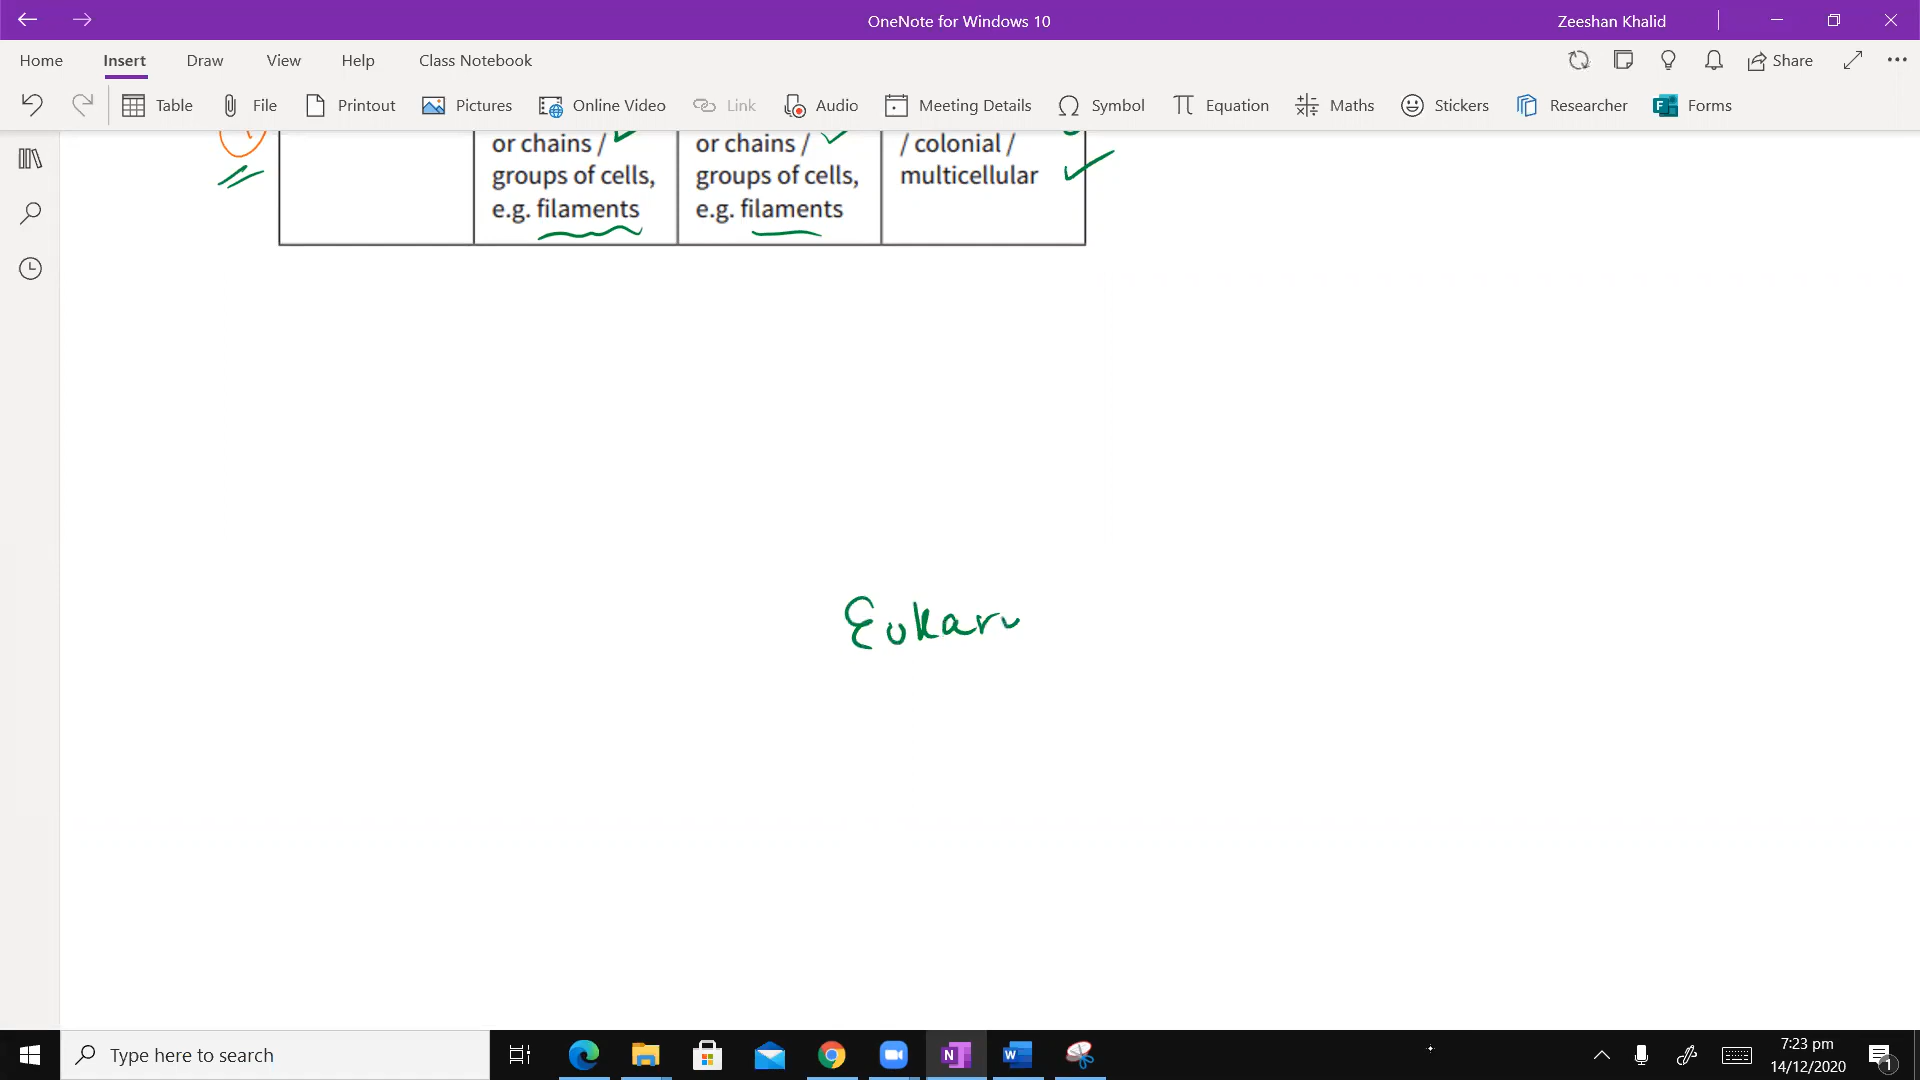 OneNote for Windows 10
Zeeshan Khalid
Home Insert Draw View Help Class Notebook
Share
Table File Printout Pictures Online Video Link Audio Meeting Details Symbol Equation Maths Stickers Researcher Forms
or chains /
groups of cells,
e.g. filaments
or chains /
groups of cells,
e.g. filaments
/ colonial /
multicellular
Eukaru
Type here to search
7:23 pm
14/12/2020
1